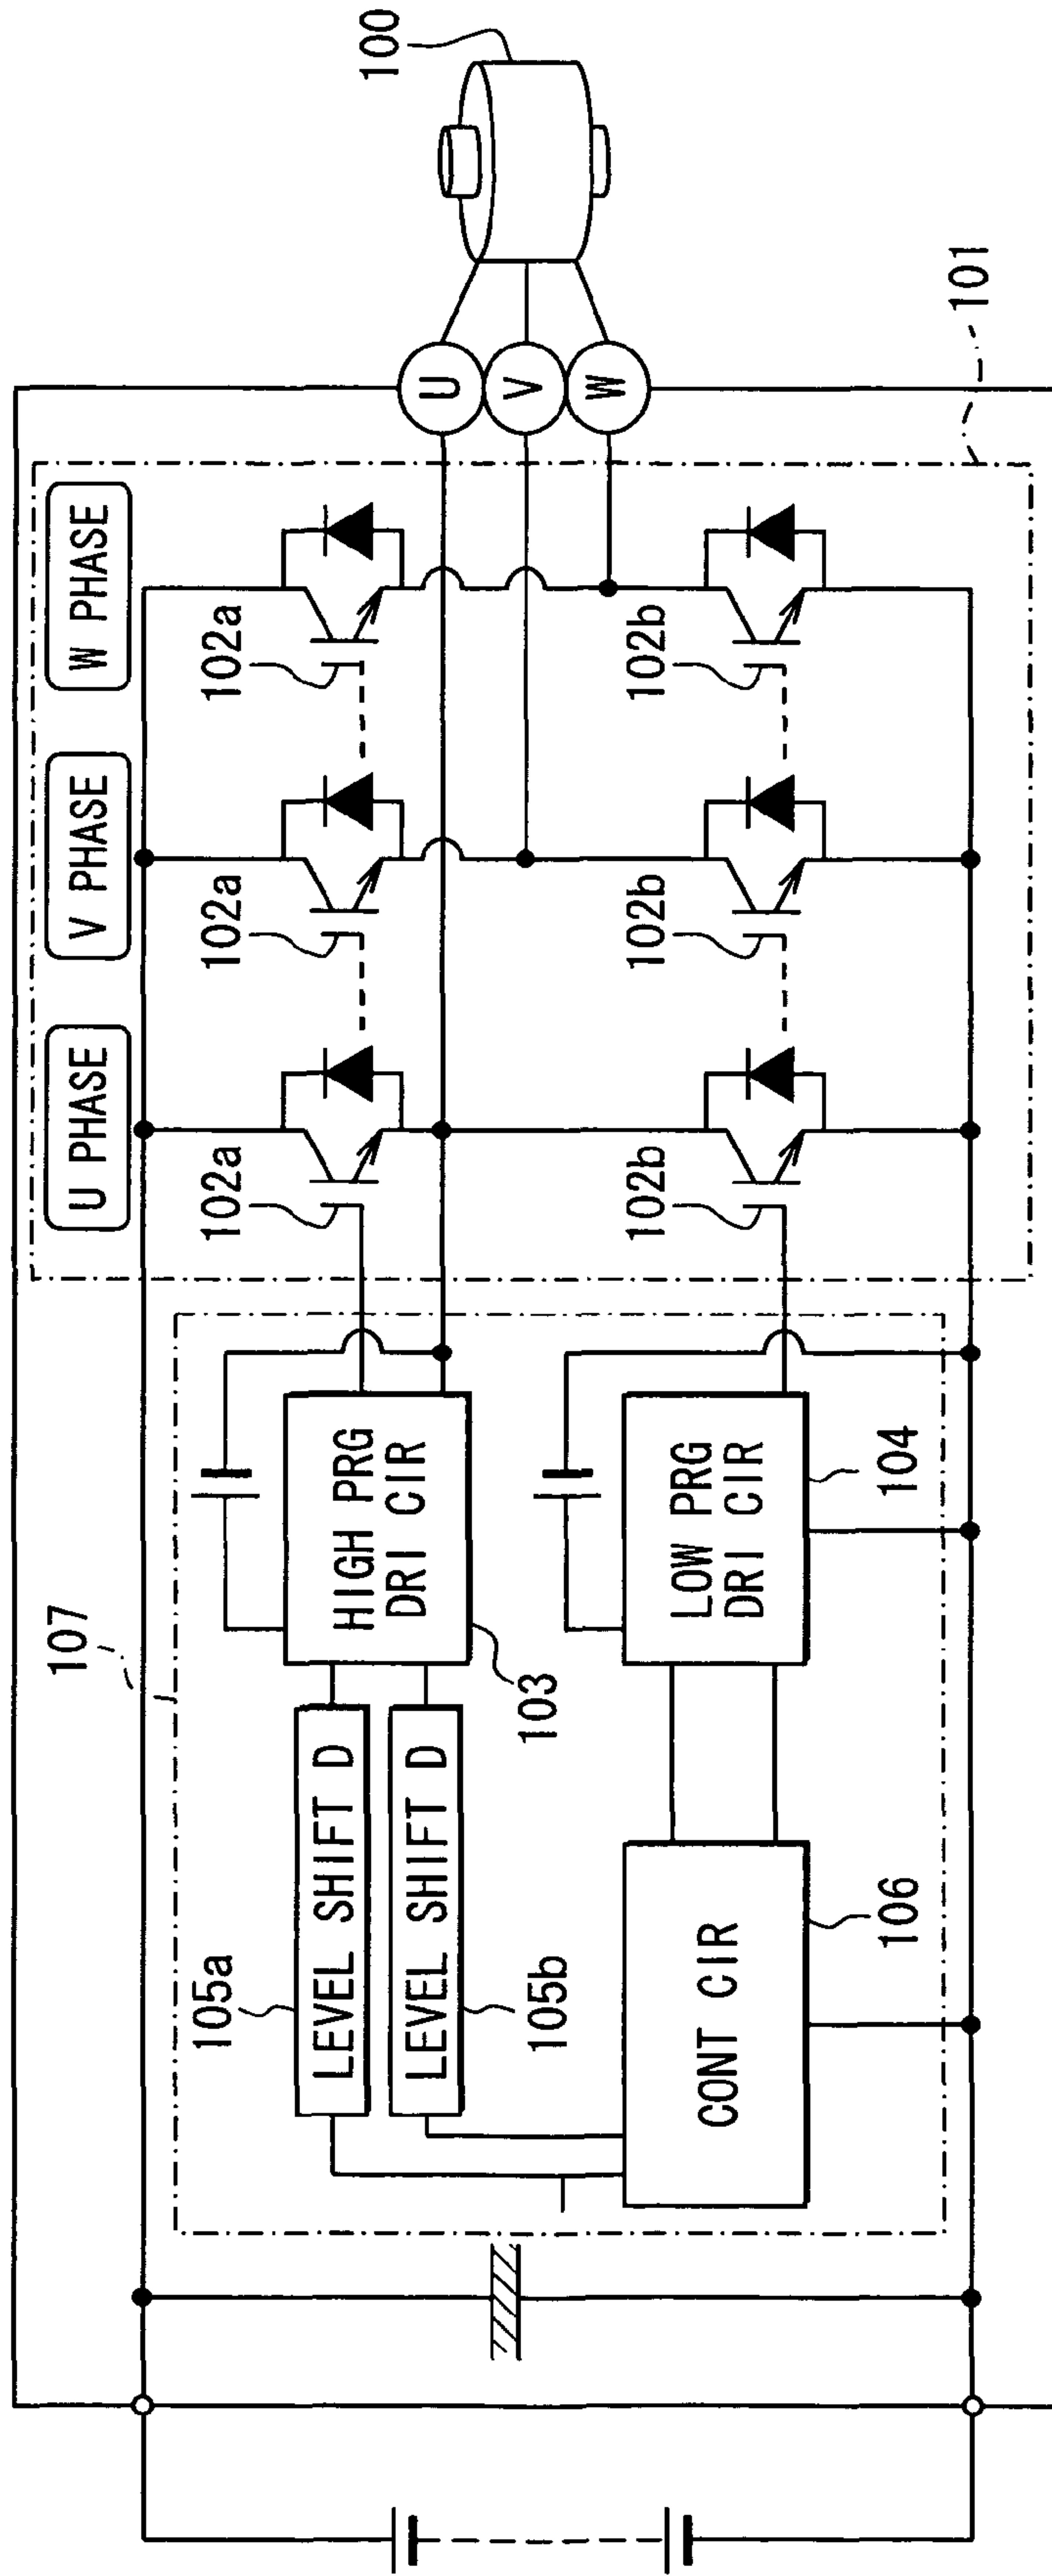 U PHASE
V PHASE
W PHASE
107
100
101
102a
102a
102a
105a
LEVEL SHIFT D
LEVEL SHIFT D
105b
HIGH PRG
DRI CIR
103
U
V
W
102b
102b
102b
CONT CIR
106
LOW PRG
DRI CIR
104